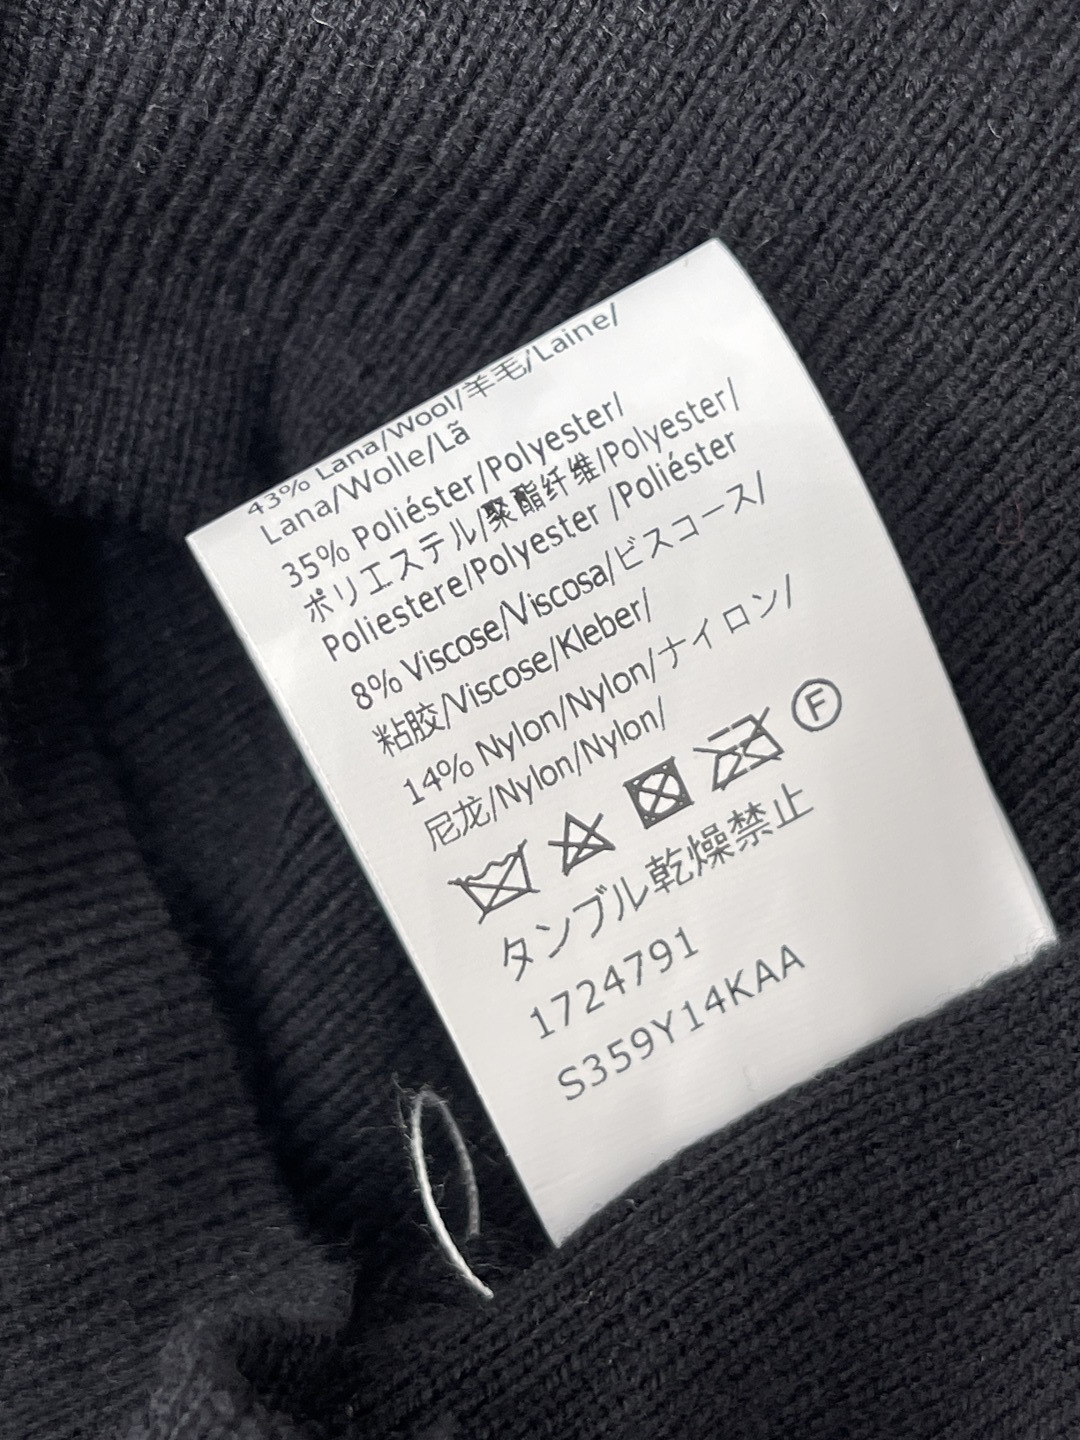 43% Lana/Wool/羊毛/Laine/
Lana/Wolle/Lã
35% Poliéster/Polyester/
ポリエステル/聚酯纤维/Polyester/
Poliestere/Polyester /Poliéster
8% Viscose/Viscosa/ビスコース/
粘胶/Viscose/Kleber/
14% Nylon/Nylon/ナイロン/
尼龙/Nylon/Nylon/
F
タンブル乾燥禁止
1724791
S359Y14KAA